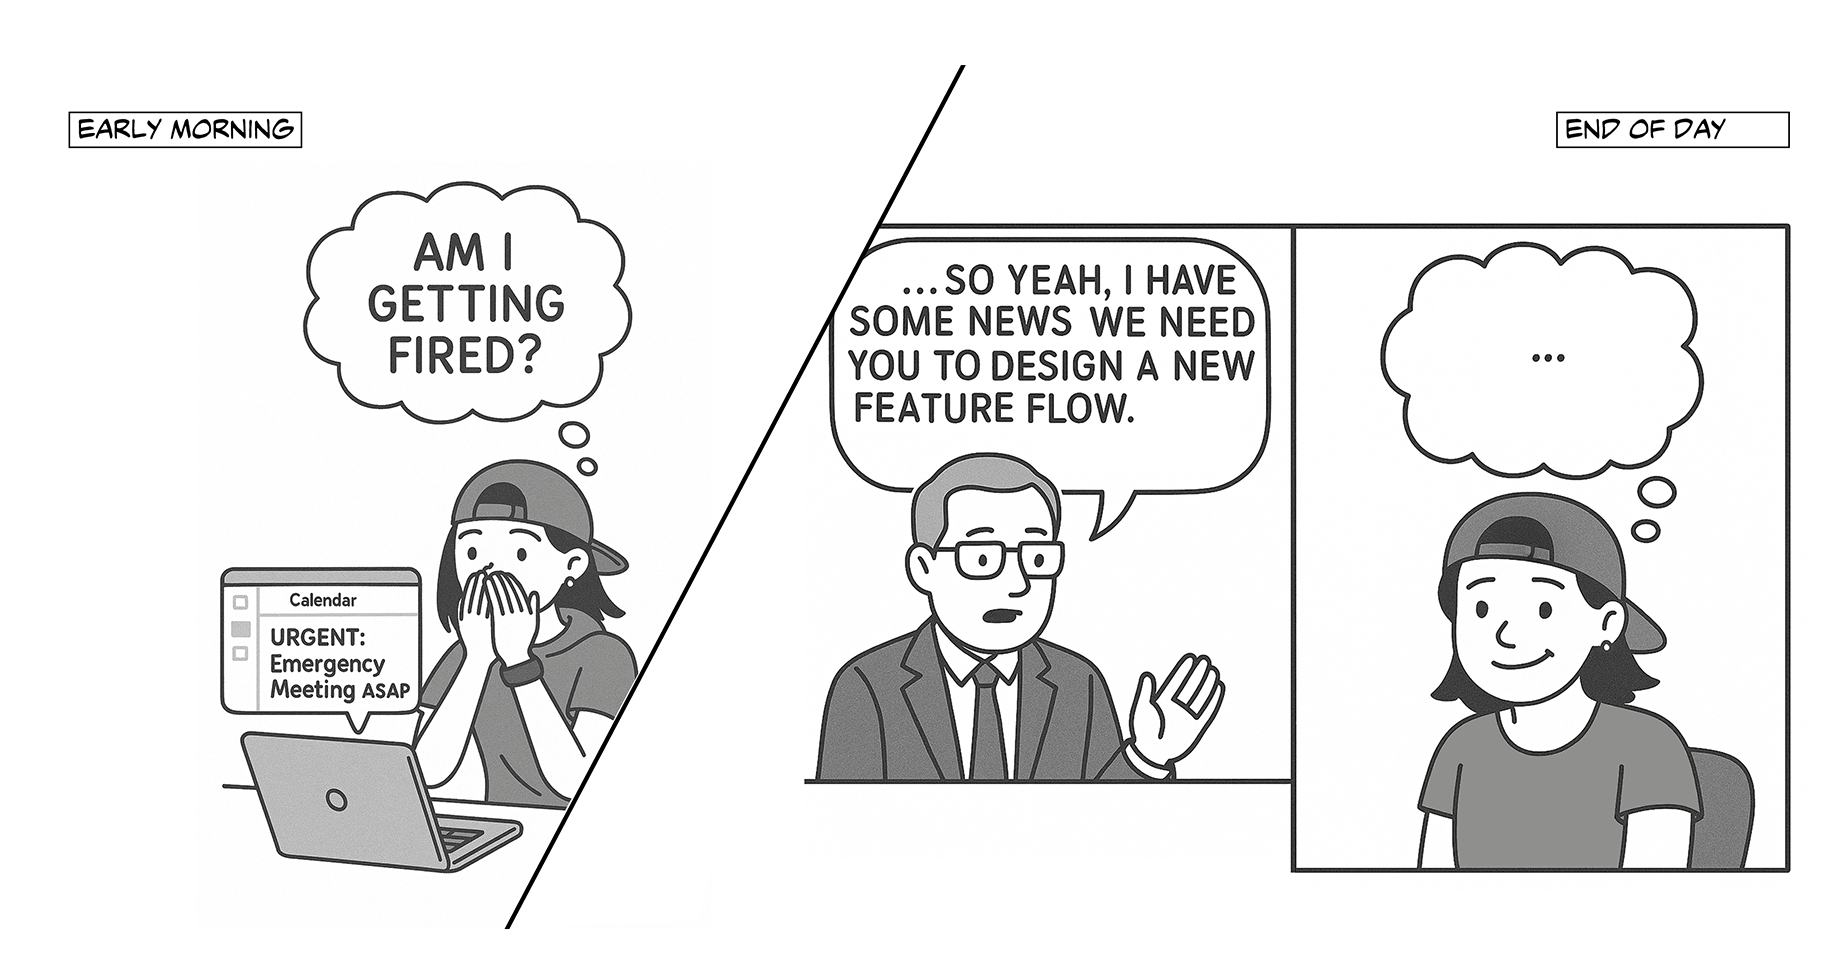 EARLY MORNING
AM I
GETTING
FIRED?
Calendar
URGENT:
Emergency
Meeting ASAP
END OF DAY
...SO YEAH, I HAVE
SOME NEWS WE NEED
YOU TO DESIGN A NEW
FEATURE FLOW.
...